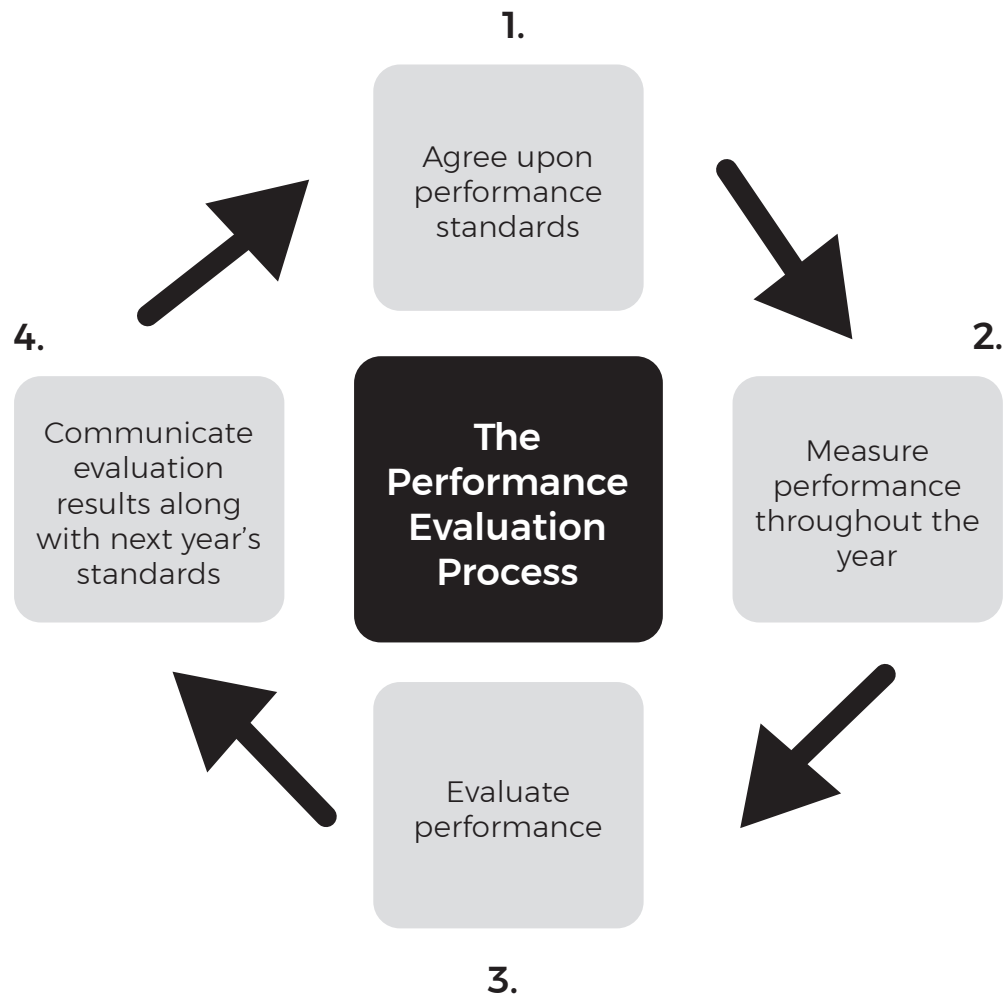 1.
Agree upon
performance
standards
2.
Measure
performance
throughout the
year
3.
Evaluate
performance
4.
Communicate
evaluation
results along
with next year’s
standards
The
Performance
Evaluation
Process